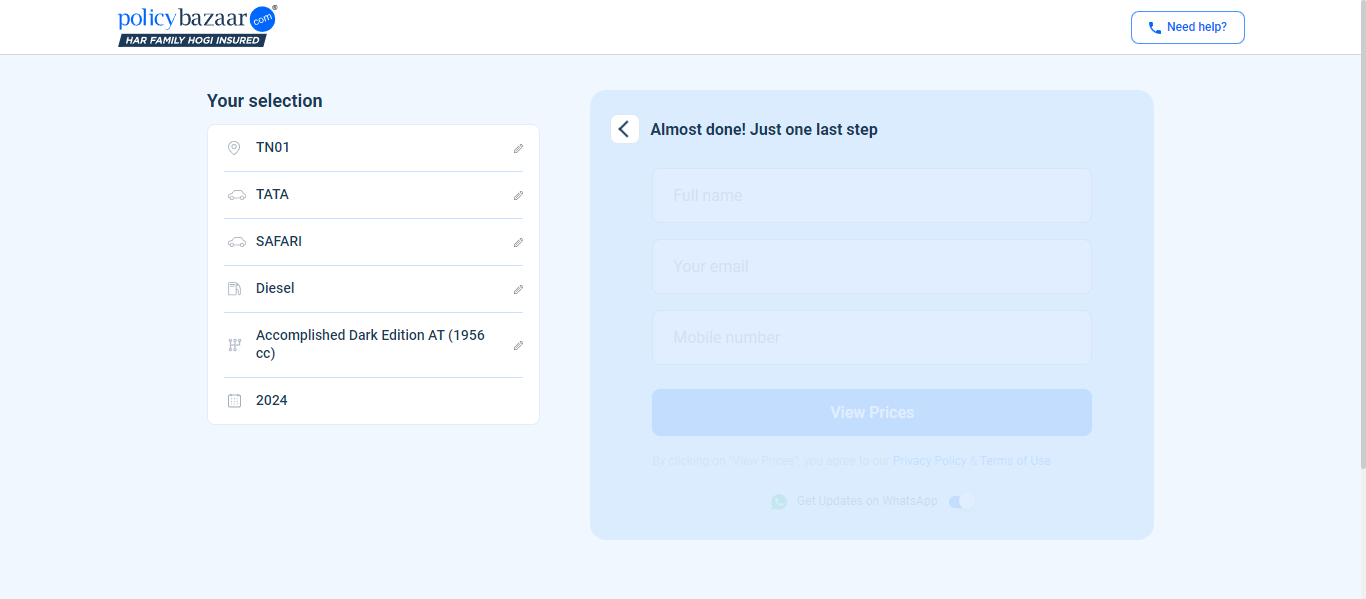 policybazaar.com®
HAR FAMILY HOGI INSURED
Need help?
Your selection
TN01
TATA
SAFARI
Diesel
Accomplished Dark Edition AT (1956
cc)
2024
Almost done! Just one last step
Full name
Your email
Mobile number
View Prices
By clicking on "View Prices", you agree to our Privacy Policy & Terms of Use
Get Updates on WhatsApp